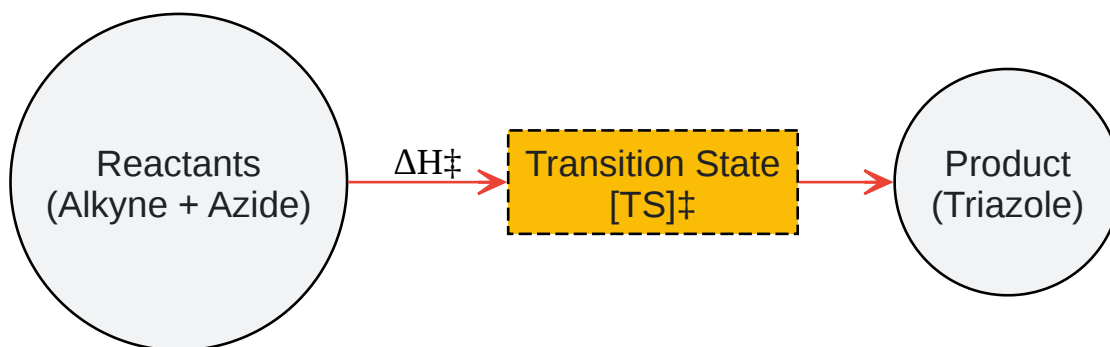 Reactants
(Alkyne + Azide)
ΔH‡
Transition State
[TS]‡
Product
(Triazole)